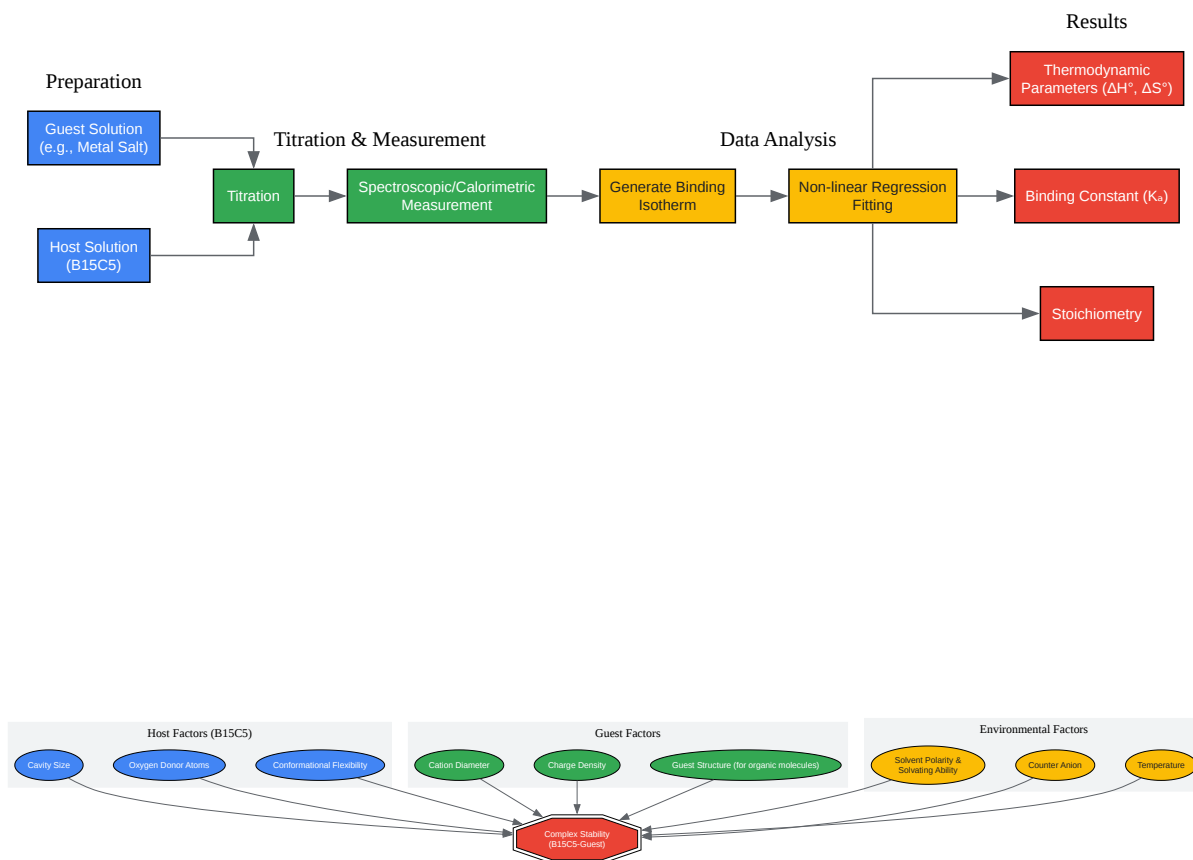 Results
Thermodynamic
Parameters (ΔH°, ΔS°)
Preparation
Guest Solution
(e.g., Metal Salt)
Titration & Measurement
Data Analysis
Titration
Spectroscopic/Calorimetric
Measurement
Generate Binding
Isotherm
Non-linear Regression
Fitting
Binding Constant (Kₐ)
Host Solution
(B15C5)
Stoichiometry
Host Factors (B15C5)
Guest Factors
Environmental Factors
Cavity Size
Oxygen Donor Atoms
Conformational Flexibility
Cation Diameter
Charge Density
Guest Structure (for organic molecules)
Solvent Polarity &
Solvating Ability
Counter Anion
Temperature
Complex Stability
(B15C5-Guest)